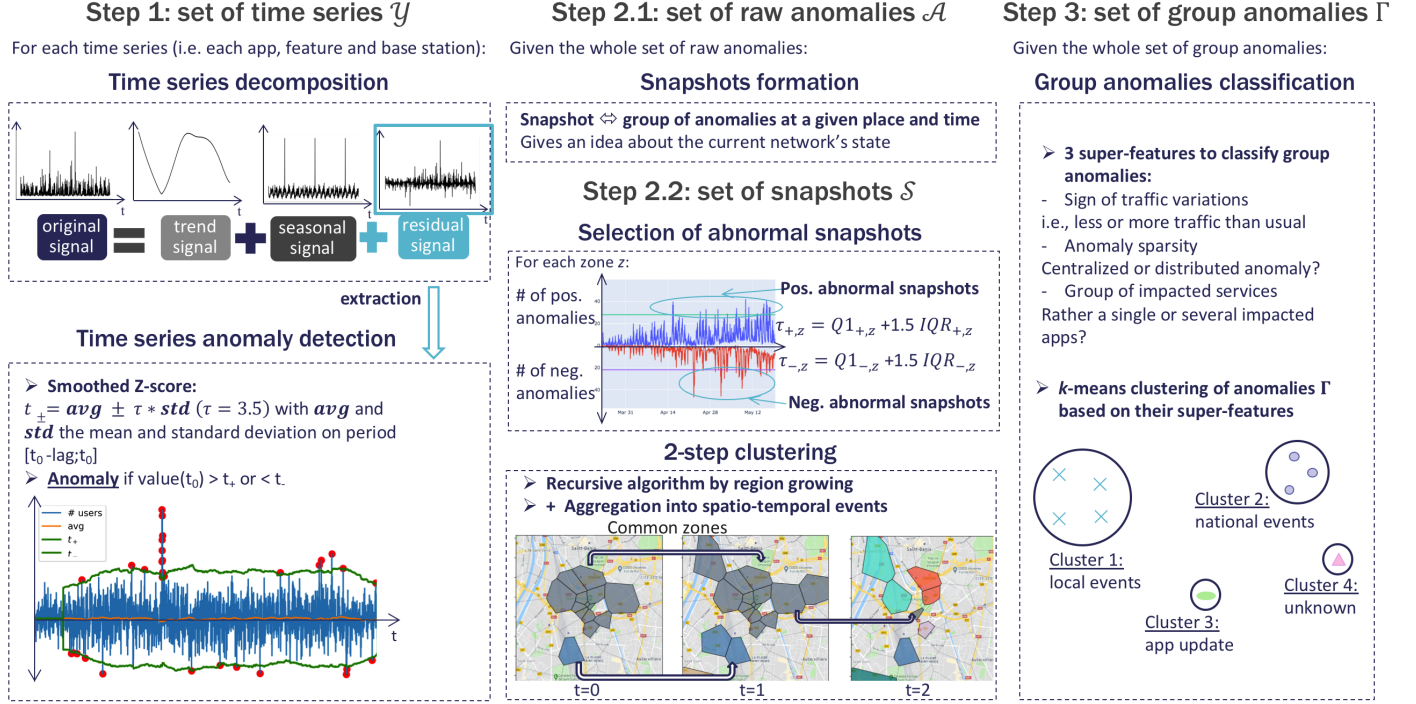 Step 1: set of time series 𝒴
For each time series (i.e. each app, feature and base station):
Time series decomposition
t
t
t
t
original signal
=
trend signal
+
seasonal signal
+
residual signal
extraction
Time series anomaly detection
➢ Smoothed Z-score:
t ± = avg ± τ * std (τ = 3.5) with avg and
std the mean and standard deviation on period
[t₀ -lag;t₀]
➢ Anomaly if value(t₀) > t₊ or < t₋
# users
avg
t₊
t₋
t
Step 2.1: set of raw anomalies 𝒜
Given the whole set of raw anomalies:
Snapshots formation
Snapshot ⇔ group of anomalies at a given place and time
Gives an idea about the current network's state
Step 2.2: set of snapshots 𝒮
Selection of abnormal snapshots
For each zone z:
# of pos.
anomalies
# of neg.
anomalies
40
20
0
20
40
Mar 31
Apr 14
Apr 28
May 12
Pos. abnormal snapshots
τ₊,z = Q1₊,z +1.5 IQR₊,z
τ₋,z = Q1₋,z +1.5 IQR₋,z
Neg. abnormal snapshots
2-step clustering
➢ Recursive algorithm by region growing
➢ + Aggregation into spatio-temporal events
Common zones
t=0
t=1
t=2
Step 3: set of group anomalies Γ
Given the whole set of group anomalies:
Group anomalies classification
➢ 3 super-features to classify group
anomalies:
- Sign of traffic variations
i.e., less or more traffic than usual
- Anomaly sparsity
Centralized or distributed anomaly?
- Group of impacted services
Rather a single or several impacted
apps?
➢ k-means clustering of anomalies Γ
based on their super-features
Cluster 1:
local events
Cluster 2:
national events
Cluster 3:
app update
Cluster 4:
unknown